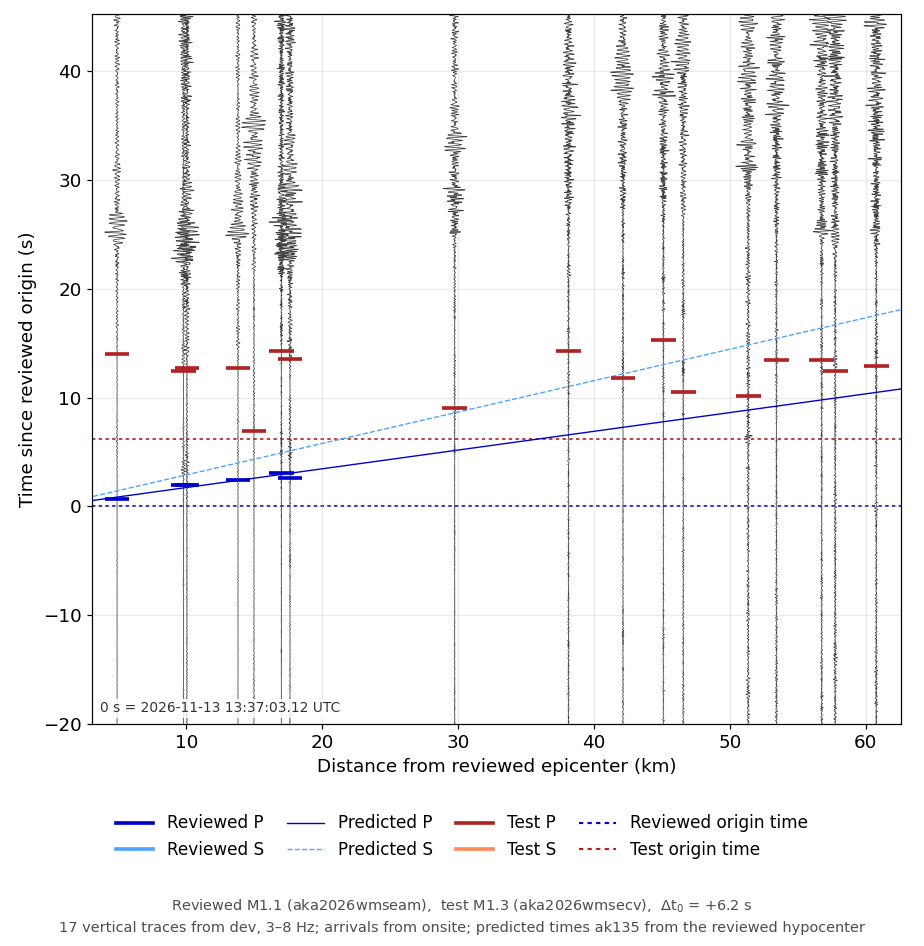 40
30
20
10
0
−10
−20
Time since reviewed origin (s)
0 s = 2026-11-13 13:37:03.12 UTC
10 20 30 40 50 60
Distance from reviewed epicenter (km)
Reviewed P Predicted P Test P Reviewed origin time
Reviewed S Predicted S Test S Test origin time
Reviewed M1.1 (aka2026wmseam), test M1.3 (aka2026wmsecv), Δt₀ = +6.2 s
17 vertical traces from dev, 3–8 Hz; arrivals from onsite; predicted times ak135 from the reviewed hypocenter